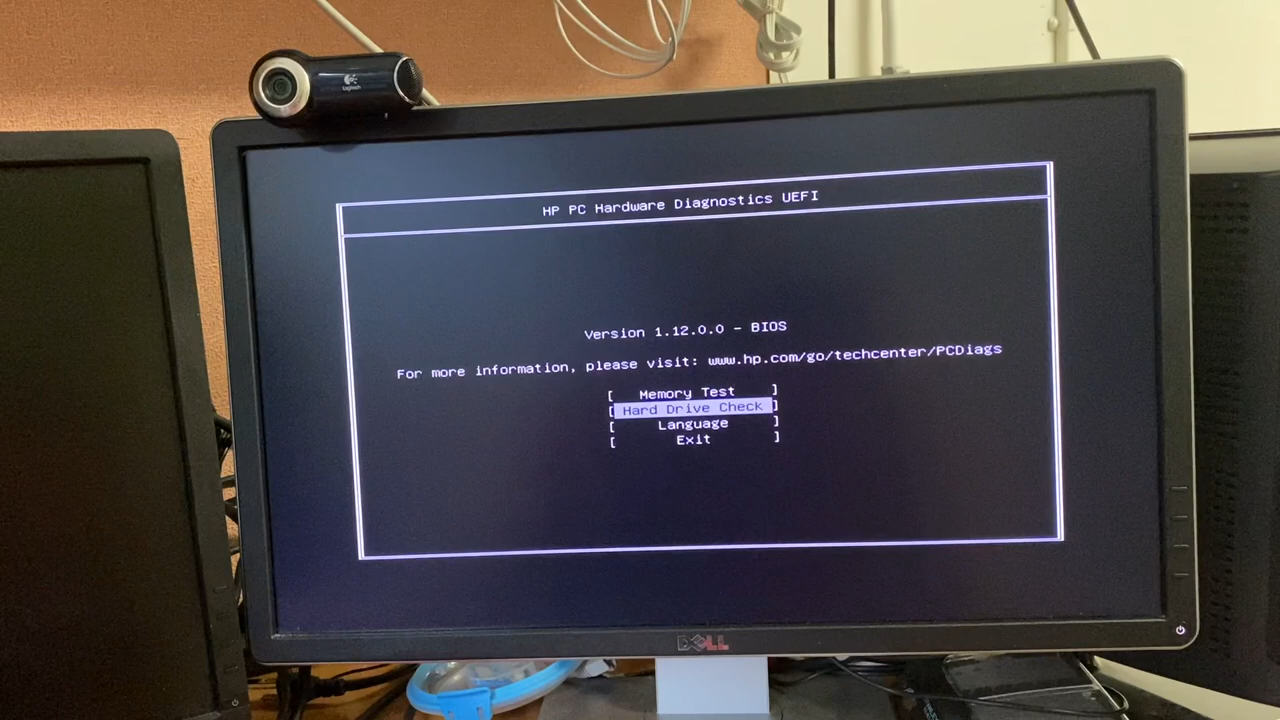 Logitech
HP PC Hardware Diagnostics UEFI
Version 1.12.0.0 - BIOS
For more information, please visit: www.hp.com/go/techcenter/PCDiags
[ Memory Test ]
[ Hard Drive Check ]
[ Language ]
[ Exit ]
DELL